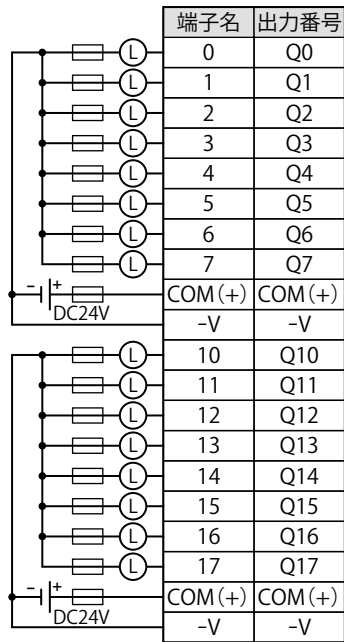 端子名 出力番号
L 0 Q0
L 1 Q1
L 2 Q2
L 3 Q3
L 4 Q4
L 5 Q5
L 6 Q6
L 7 Q7
- + COM(+) COM(+)
DC24V -V -V
L 10 Q10
L 11 Q11
L 12 Q12
L 13 Q13
L 14 Q14
L 15 Q15
L 16 Q16
L 17 Q17
- + COM(+) COM(+)
DC24V -V -V